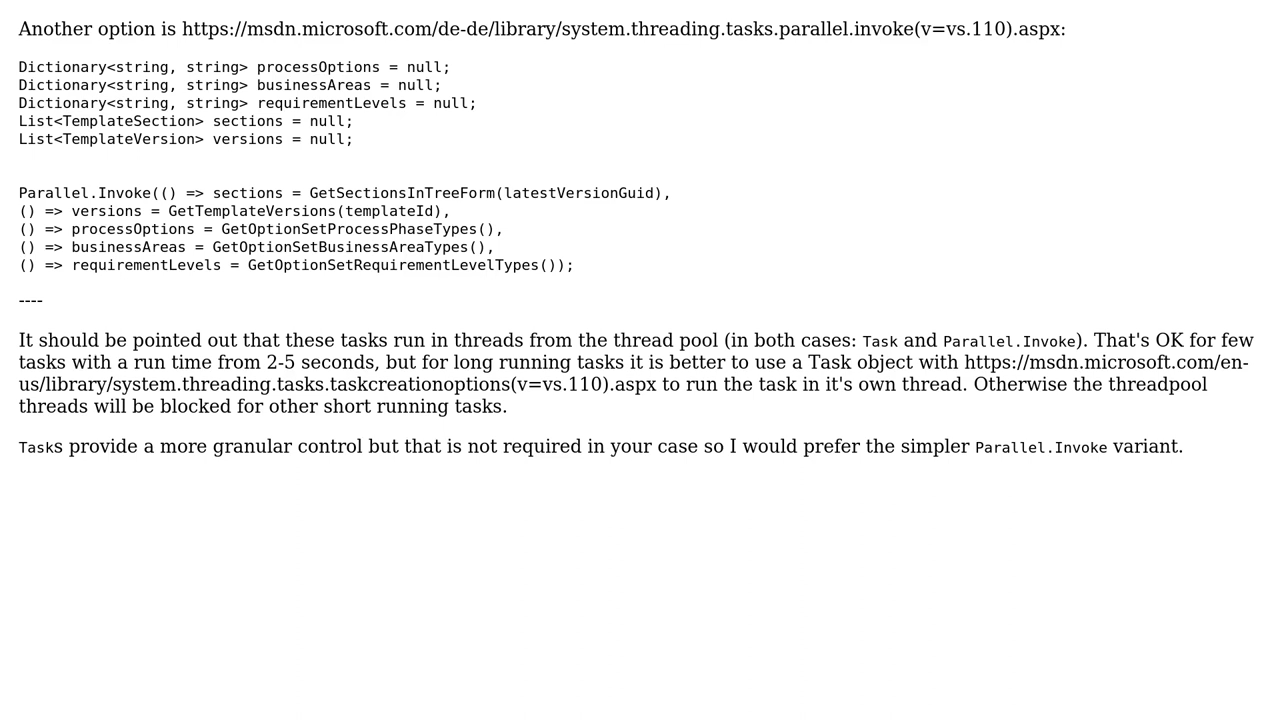 Another option is https://msdn.microsoft.com/de-de/library/system.threading.tasks.parallel.invoke(v=vs.110).aspx:
Dictionary<string, string> processOptions = null;
Dictionary<string, string> businessAreas = null;
Dictionary<string, string> requirementLevels = null;
List<TemplateSection> sections = null;
List<TemplateVersion> versions = null;
Parallel.Invoke(() => sections = GetSectionsInTreeForm(latestVersionGuid),
() => versions = GetTemplateVersions(templateId),
() => processOptions = GetOptionSetProcessPhaseTypes(),
() => businessAreas = GetOptionSetBusinessAreaTypes(),
() => requirementLevels = GetOptionSetRequirementLevelTypes());
----
It should be pointed out that these tasks run in threads from the thread pool (in both cases: Task and Parallel.Invoke). That's OK for few
tasks with a run time from 2-5 seconds, but for long running tasks it is better to use a Task object with https://msdn.microsoft.com/en-
us/library/system.threading.tasks.taskcreationoptions(v=vs.110).aspx to run the task in it's own thread. Otherwise the threadpool
threads will be blocked for other short running tasks.
Tasks provide a more granular control but that is not required in your case so I would prefer the simpler Parallel.Invoke variant.